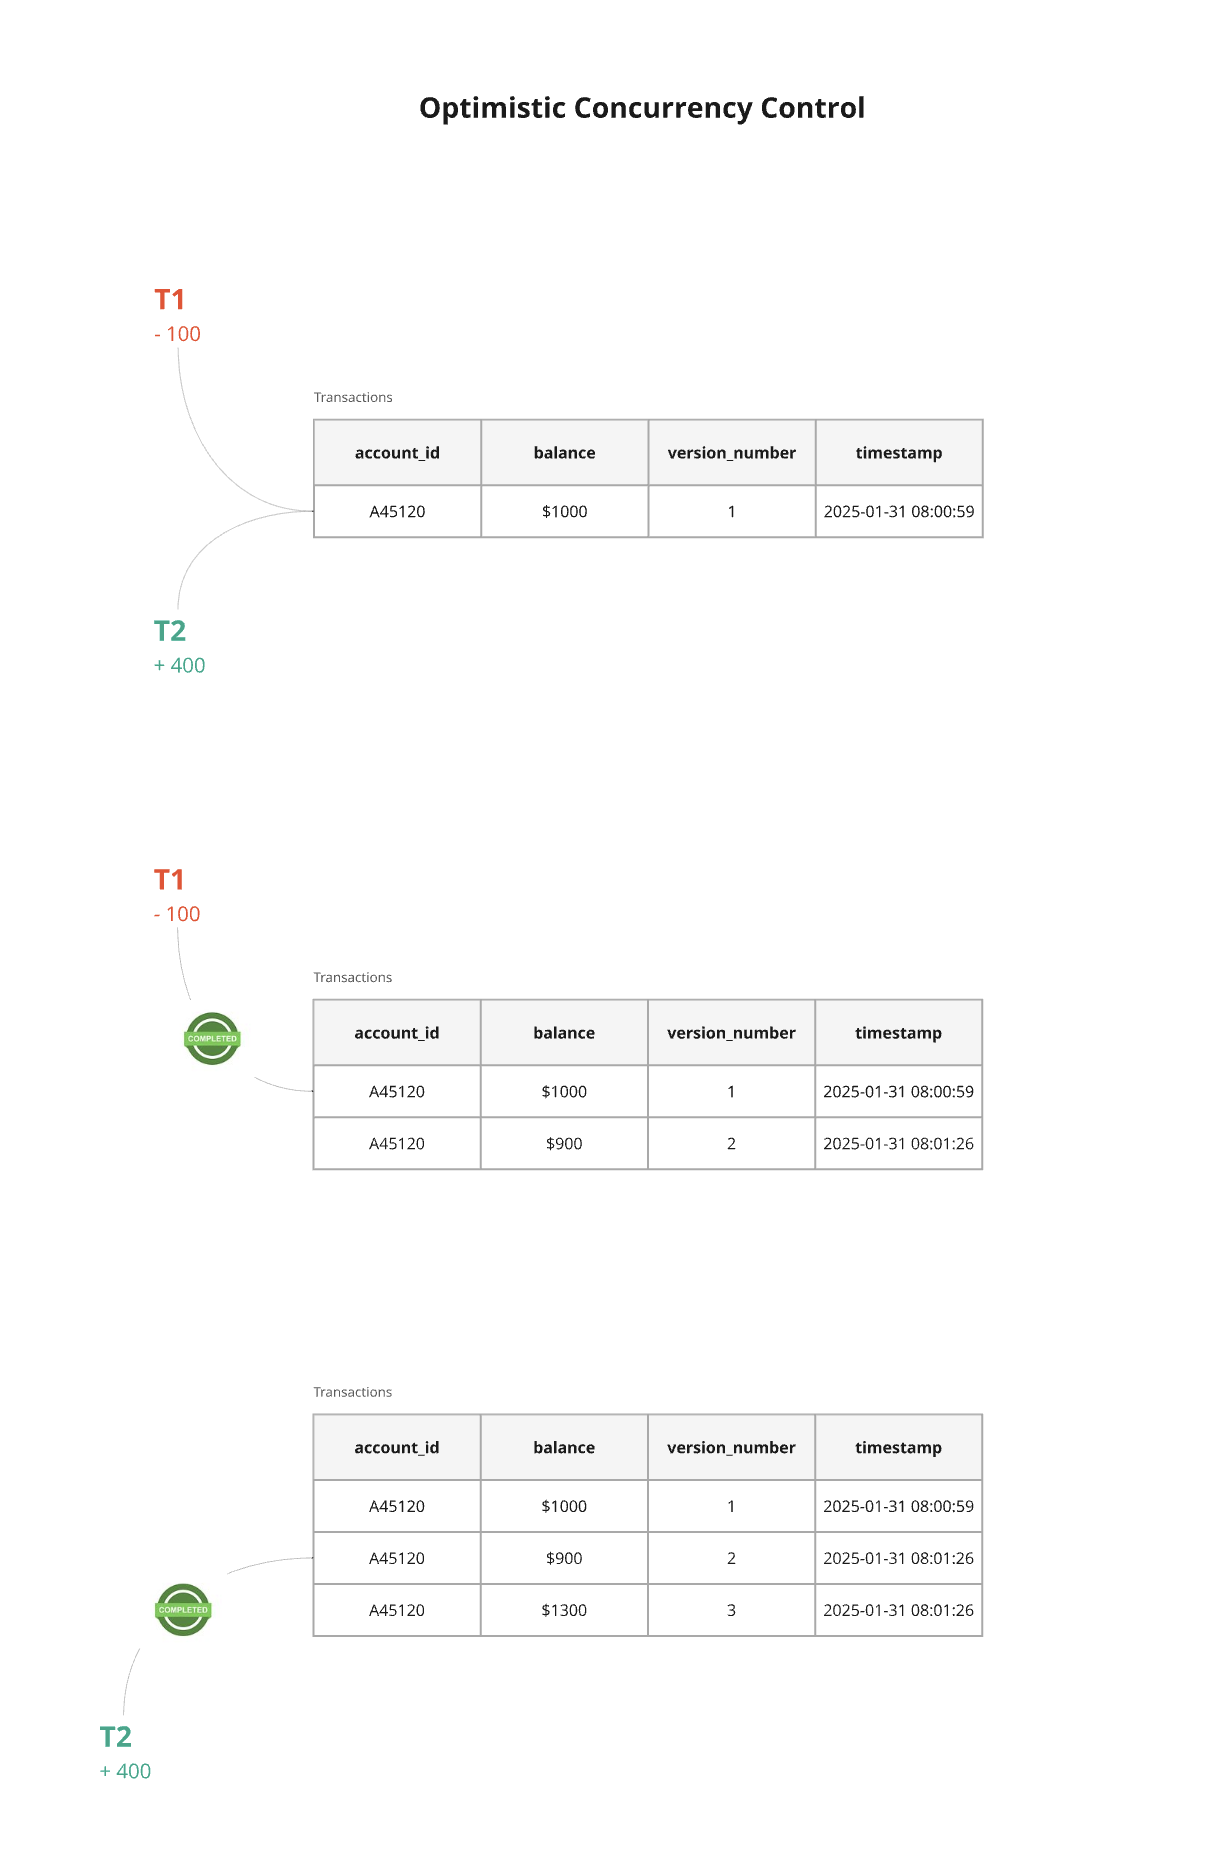 Optimistic Concurrency Control
T1
- 100
Transactions
account_id balance version_number timestamp
A45120 $1000 1 2025-01-31 08:00:59
T2
+ 400
T1
- 100
Transactions
COMPLETED
account_id balance version_number timestamp
A45120 $1000 1 2025-01-31 08:00:59
A45120 $900 2 2025-01-31 08:01:26
Transactions
account_id balance version_number timestamp
A45120 $1000 1 2025-01-31 08:00:59
A45120 $900 2 2025-01-31 08:01:26
COMPLETED
A45120 $1300 3 2025-01-31 08:01:26
T2
+ 400